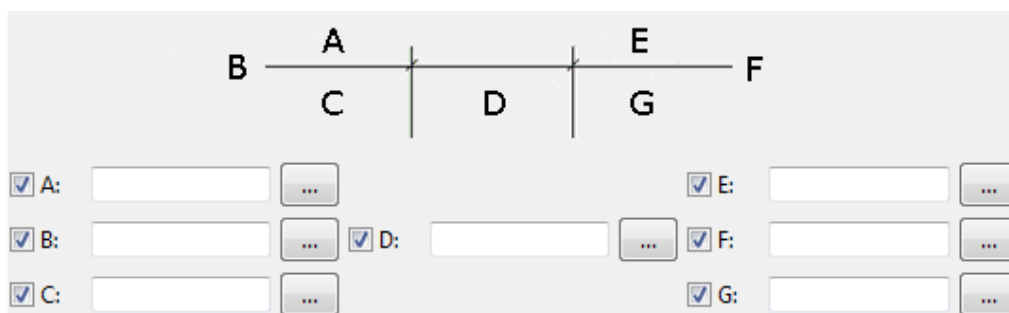 A E
B F
C D G
A: ... E: ...
B: ... D: ... F: ...
C: ... G: ...